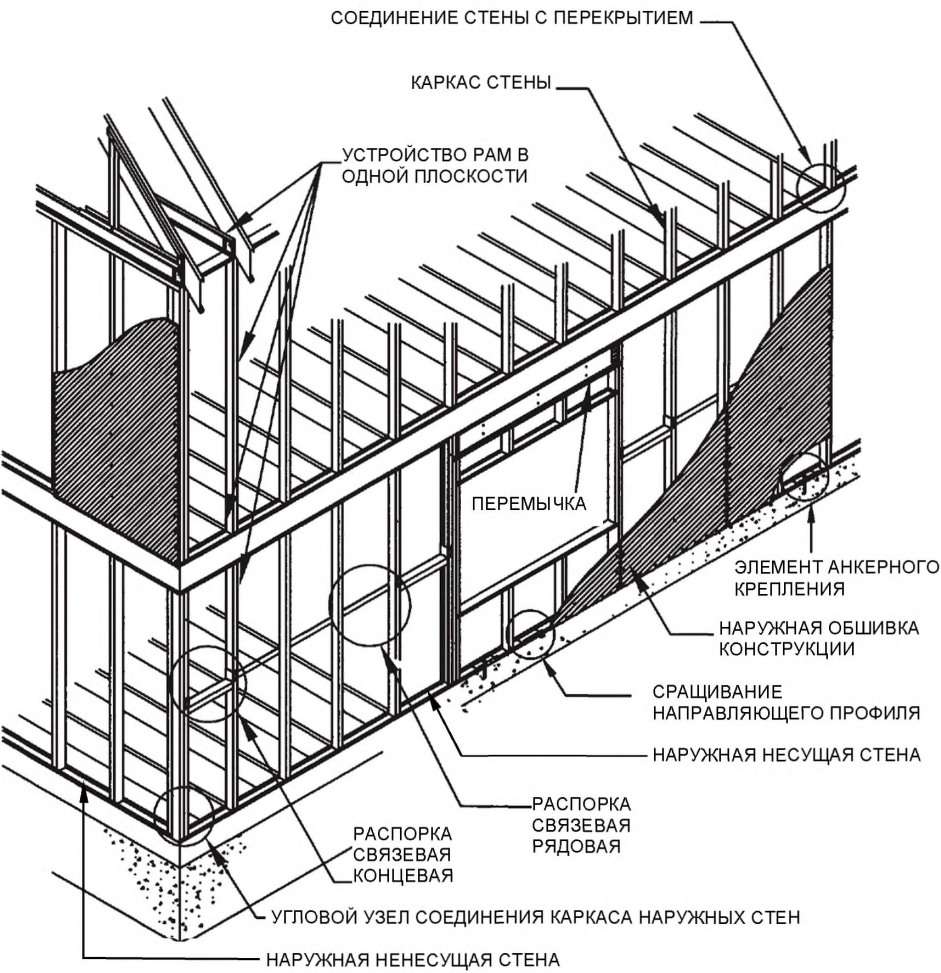 СОЕДИНЕНИЕ СТЕНЫ С ПЕРЕКРЫТИЕМ
КАРКАС СТЕНЫ
УСТРОЙСТВО РАМ В
ОДНОЙ ПЛОСКОСТИ
ПЕРЕМЫЧКА
ЭЛЕМЕНТ АНКЕРНОГО
КРЕПЛЕНИЯ
НАРУЖНАЯ ОБШИВКА
КОНСТРУКЦИИ
СРАЩИВАНИЕ
НАПРАВЛЯЮЩЕГО ПРОФИЛЯ
НАРУЖНАЯ НЕСУЩАЯ СТЕНА
РАСПОРКА
СВЯЗЕВАЯ
РЯДОВАЯ
РАСПОРКА
СВЯЗЕВАЯ
КОНЦЕВАЯ
УГЛОВОЙ УЗЕЛ СОЕДИНЕНИЯ КАРКАСА НАРУЖНЫХ СТЕН
НАРУЖНАЯ НЕНЕСУЩАЯ СТЕНА